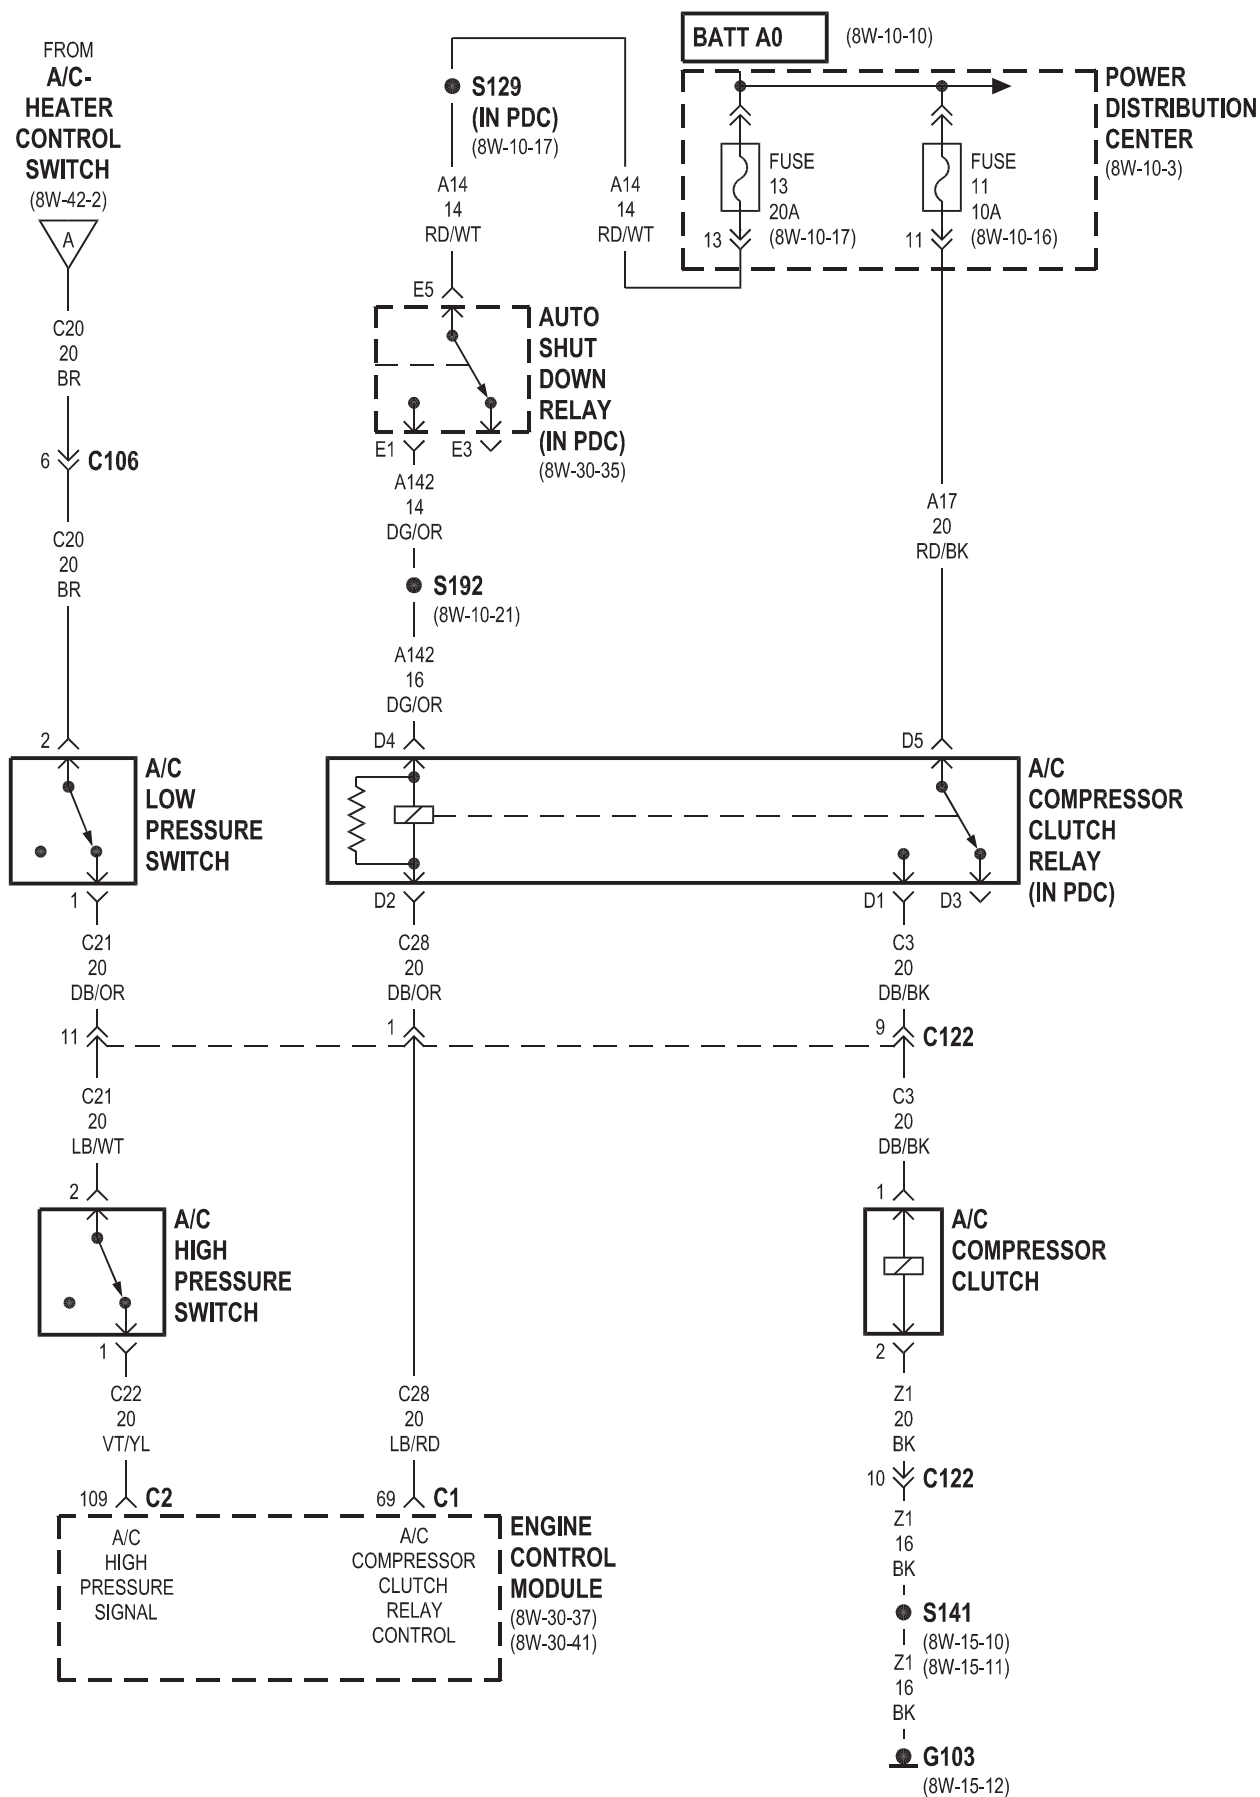 BATT A0
(8W-10-10)
FROM
A/C-
HEATER
CONTROL
SWITCH
(8W-42-2)
A
C20
20
BR
6
C106
C20
20
BR
S129
(IN PDC)
(8W-10-17)
A14
14
RD/WT
A14
14
RD/WT
POWER
DISTRIBUTION
CENTER
(8W-10-3)
FUSE
13
20A
(8W-10-17)
13
FUSE
11
10A
(8W-10-16)
11
E5
AUTO
SHUT
DOWN
RELAY
(IN PDC)
(8W-30-35)
E1
E3
A142
14
DG/OR
S192
(8W-10-21)
A142
16
DG/OR
A17
20
RD/BK
2
A/C
LOW
PRESSURE
SWITCH
1
D4
D5
A/C
COMPRESSOR
CLUTCH
RELAY
(IN PDC)
D2
D1
D3
C21
20
DB/OR
C28
20
DB/OR
C3
20
DB/BK
11
1
9
C122
C21
20
LB/WT
C3
20
DB/BK
2
A/C
HIGH
PRESSURE
SWITCH
1
1
A/C
COMPRESSOR
CLUTCH
2
C22
20
VT/YL
C28
20
LB/RD
Z1
20
BK
109
C2
69
C1
10
C122
A/C
HIGH
PRESSURE
SIGNAL
A/C
COMPRESSOR
CLUTCH
RELAY
CONTROL
ENGINE
CONTROL
MODULE
(8W-30-37)
(8W-30-41)
Z1
16
BK
S141
(8W-15-10)
(8W-15-11)
Z1
16
BK
G103
(8W-15-12)